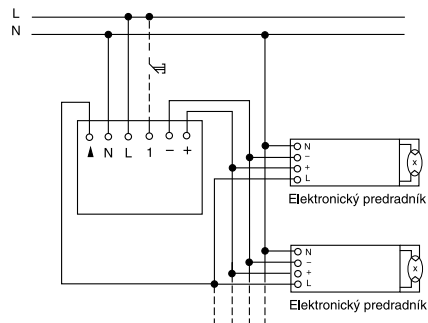 L
N
▲ N L 1 − +
N
−
+
L
x
Elektronický predradník
N
−
+
L
x
Elektronický predradník